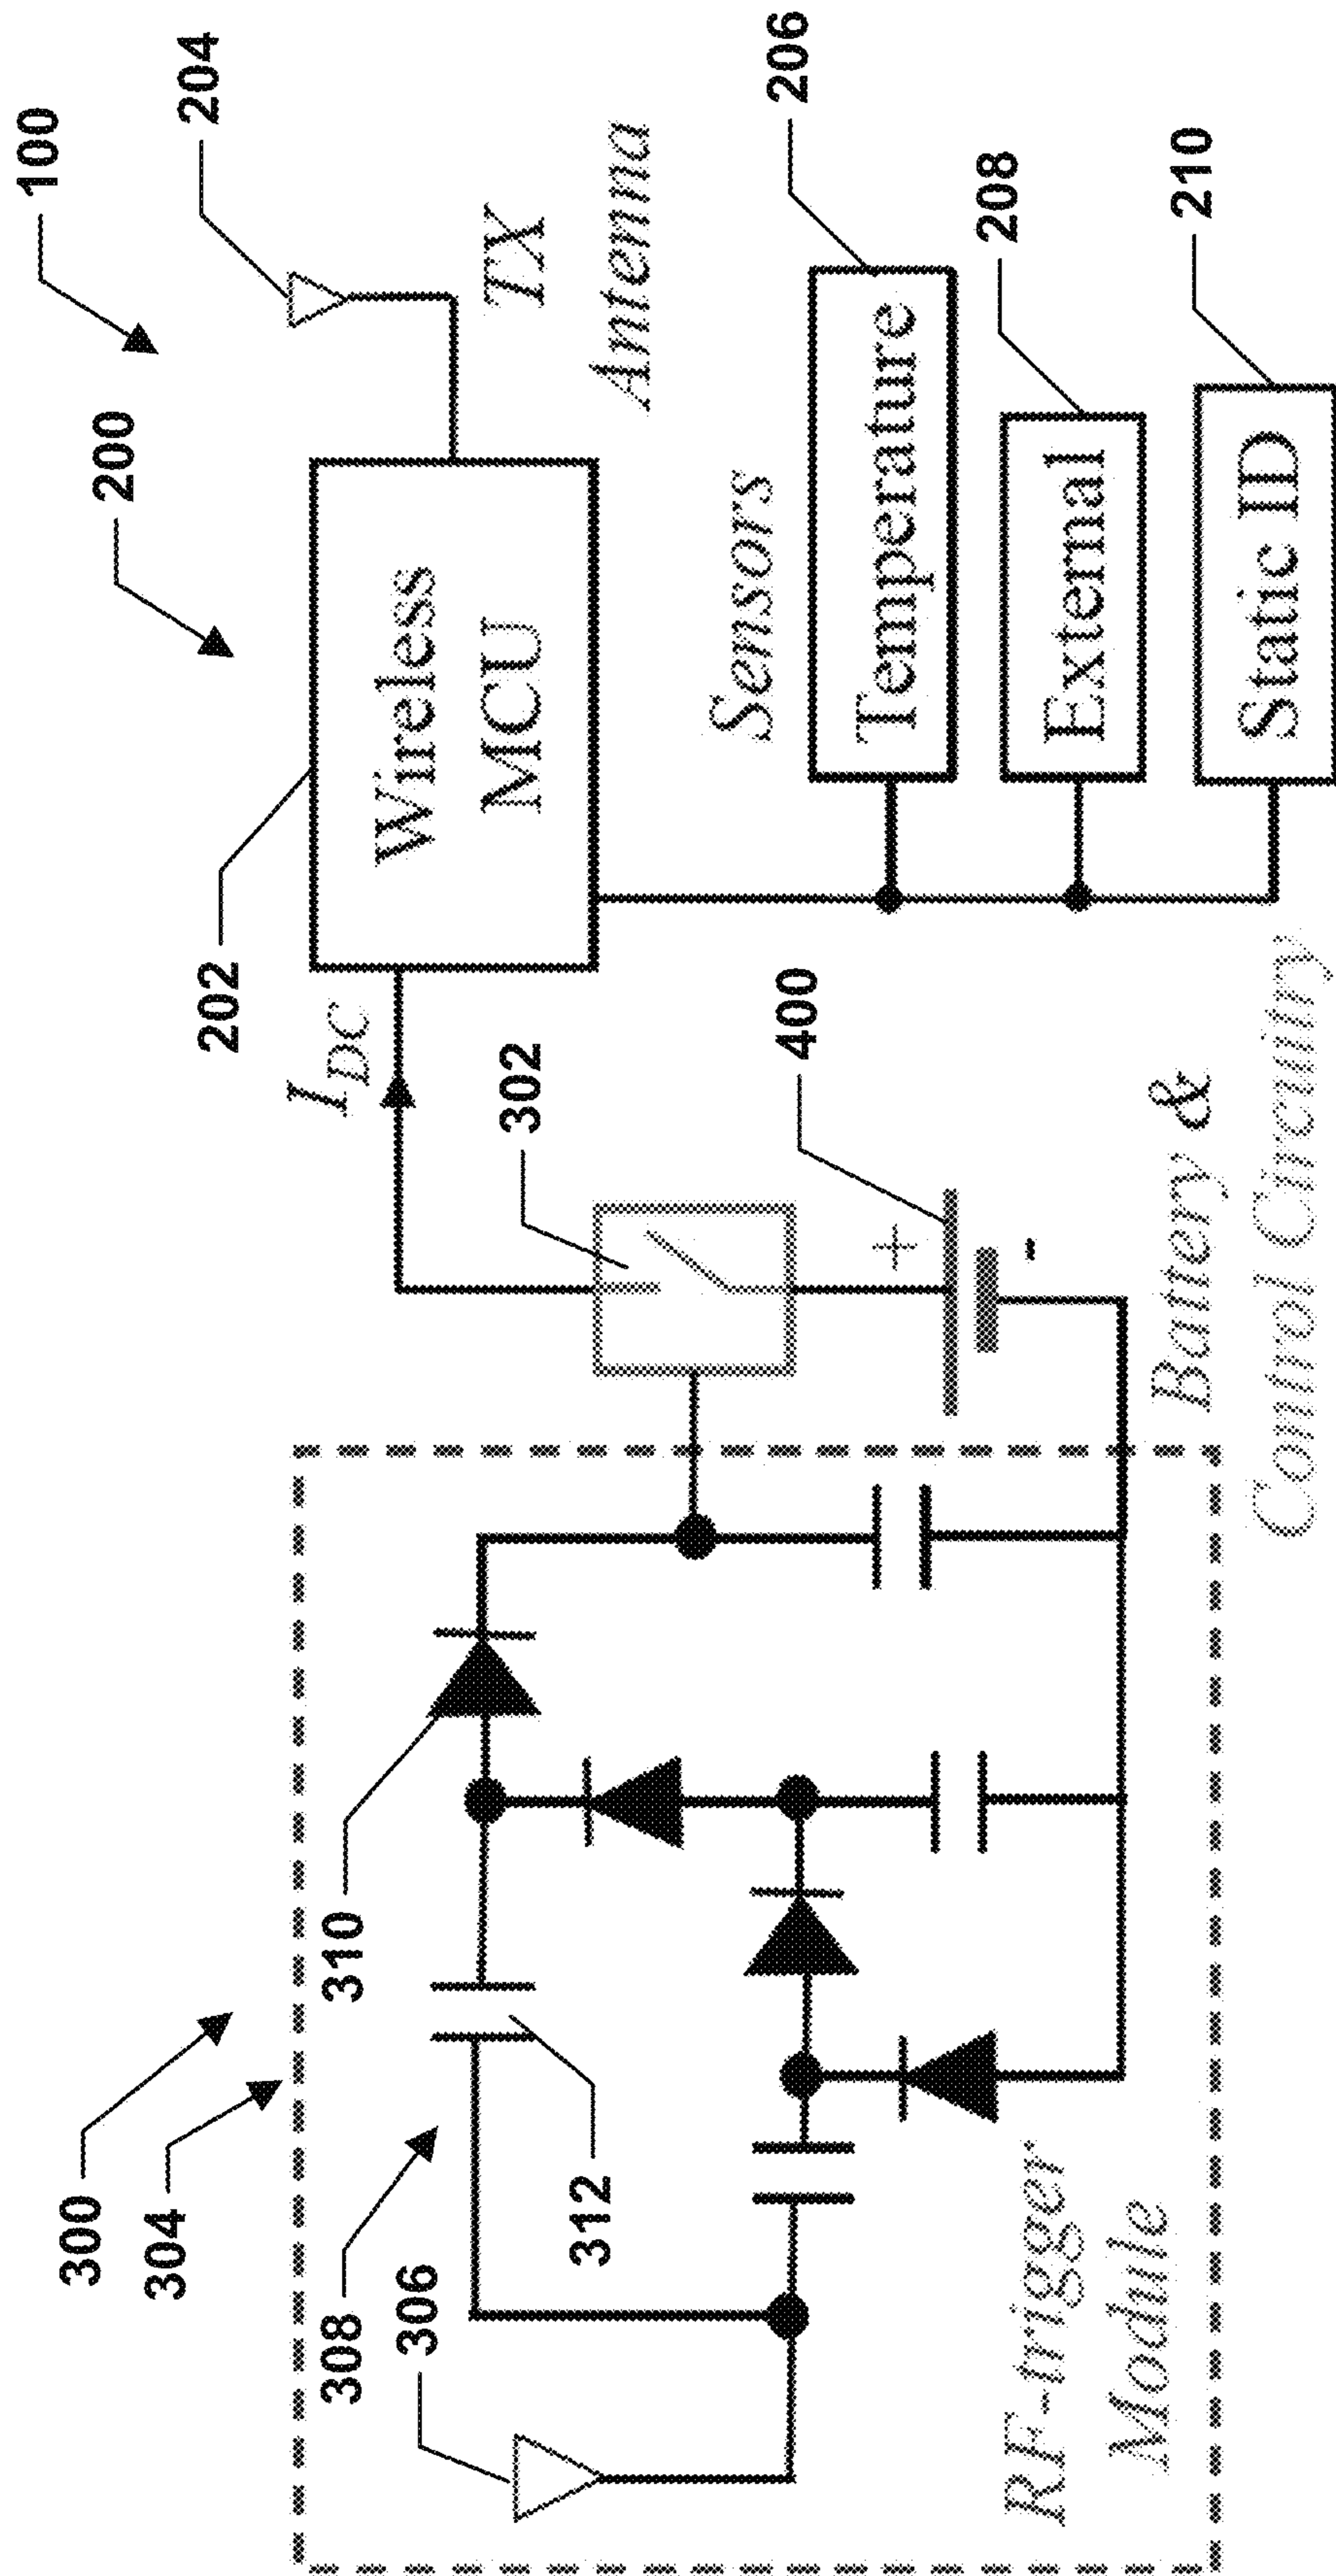 100
200
204
202
Wireless
MCU
TX
Antenna
I_DC
302
Sensors
206
Temperature
208
External
210
Static ID
400
+
-
Battery &
Control Circuitry
300
304
310
308
306
312
RF-trigger
Module